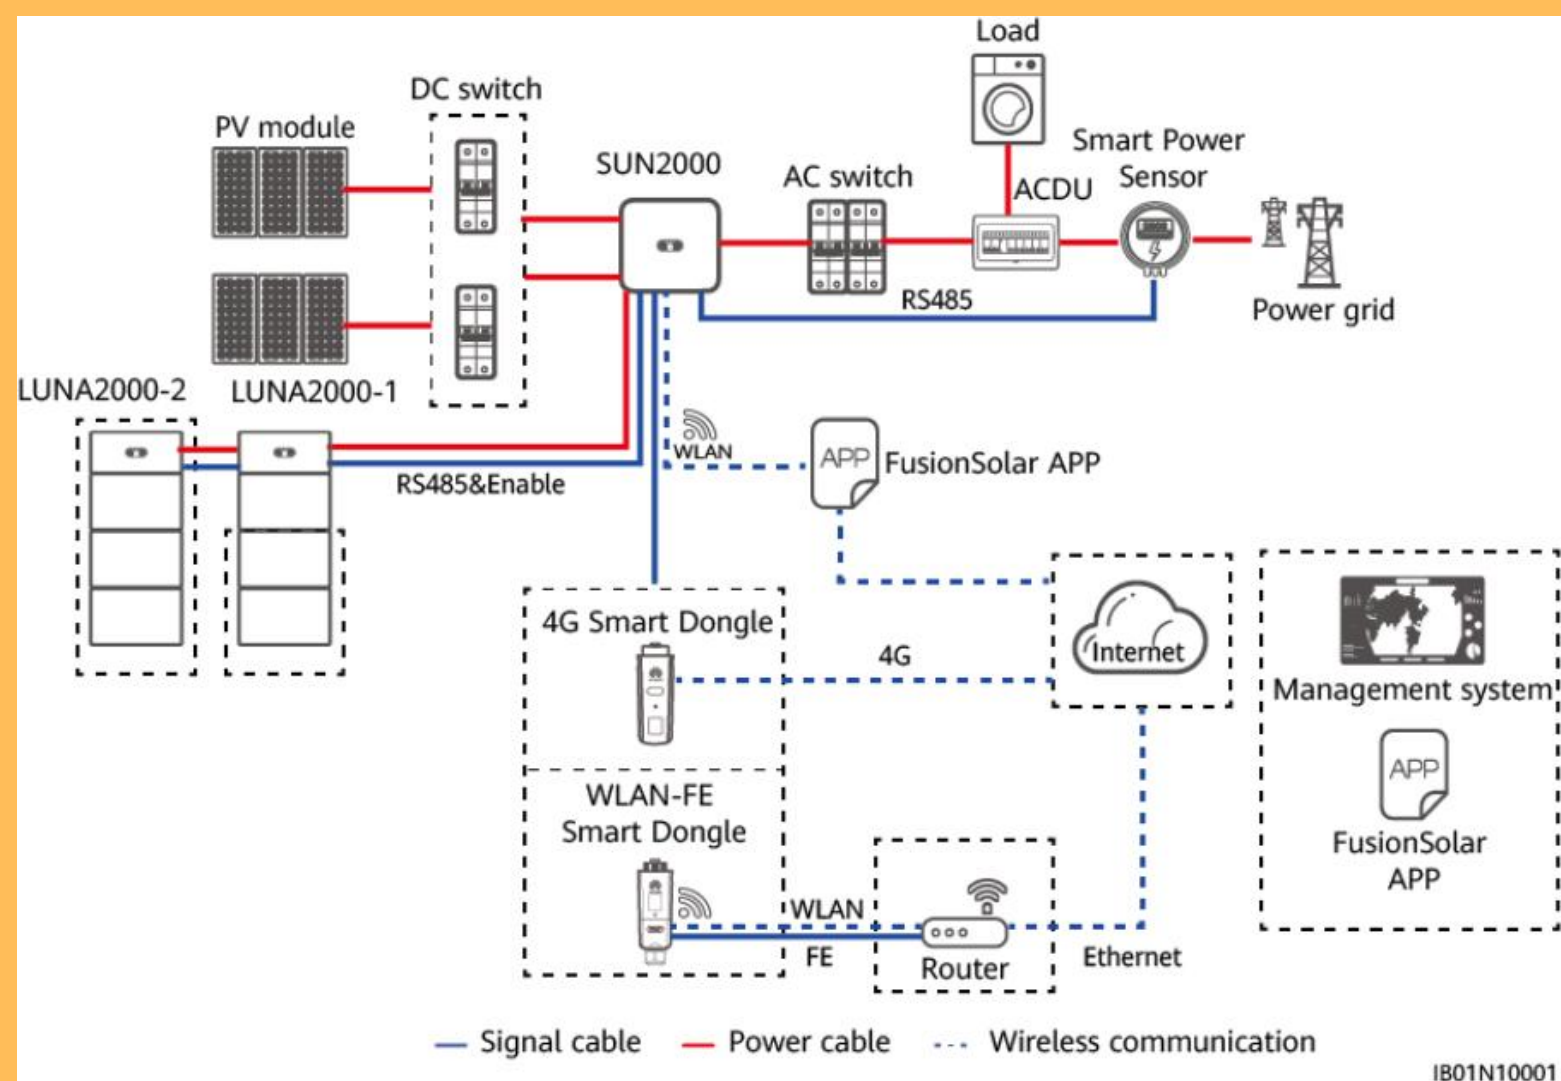 Load
DC switch
PV module
Smart Power
Sensor
SUN2000
AC switch
ACDU
RS485
Power grid
LUNA2000-2
LUNA2000-1
WLAN
APP
FusionSolar APP
RS485&Enable
4G Smart Dongle
4G
Internet
Management system
WLAN-FE
Smart Dongle
APP
FusionSolar
APP
WLAN
FE
Router
Ethernet
Signal cable
Power cable
Wireless communication
IB01N10001